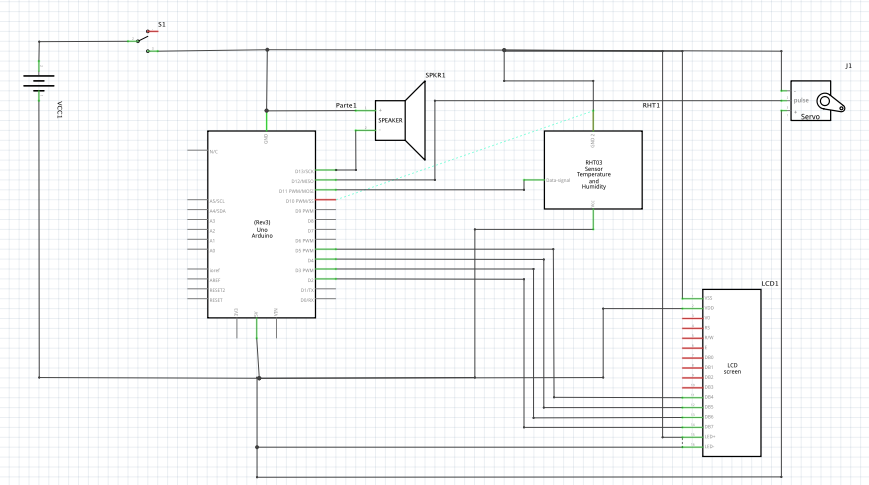 S1
J1
VCC1
SPKR1
Parte1
SPEAKER
RHT1
pulse
Servo
+
GND
N/C
D13/SCK
D12/MISO
D11 PWM/MOSI
D10 PWM/SS
D9 PWM
D8
D7
D6 PWM
D5 PWM
D4
D3 PWM
D2
D1/TX
D0/RX
A5/SCL
A4/SDA
A3
A2
A1
A0
ioref
AREF
RESET2
RESET
(Rev3)
Uno
Arduino
3V3
5V
VIN
Data-signal
RHT03
Sensor
Temperature
and
Humidity
VCC
LCD1
VSS
VDD
V0
RS
R/W
E
DB0
DB1
DB2
DB3
DB4
DB5
DB6
DB7
LED+
LED-
LCD
screen